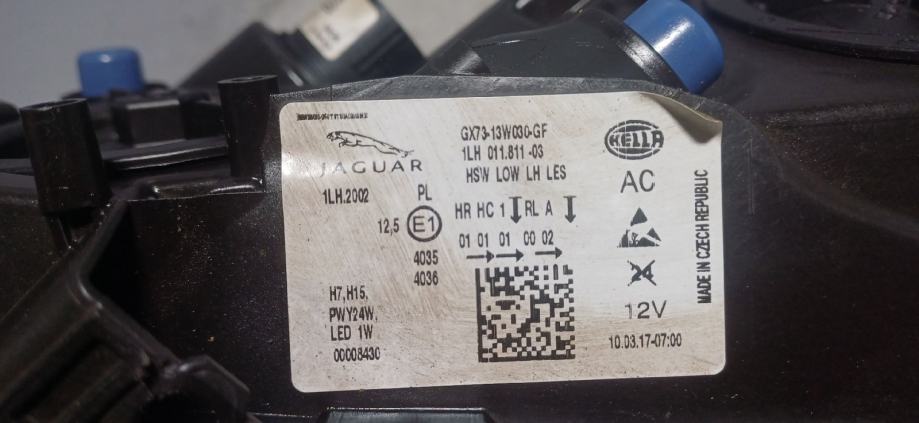 JAGUAR
GX73-13W030-GF
1LH 011.811-03
HSW LOW LH LES
HELLA
1LH.2002
PL
HR HC 1 RL A
AC
12,5 E1
01 01 01 00 02
4035
4036
H7,H15,
PWY24W,
LED 1W
00008430
12V
10.03.17-07:00
MADE IN CZECH REPUBLIC